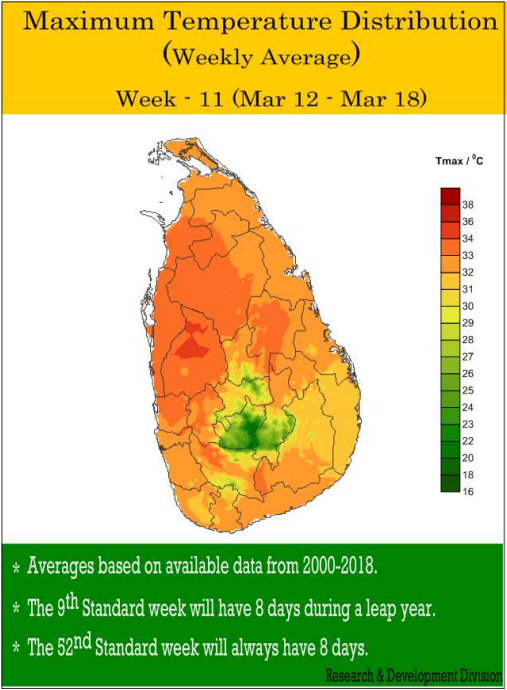 Maximum Temperature Distribution
(Weekly Average)
Week - 11 (Mar 12 - Mar 18)
Tmax / ⁰C
38
36
34
33
32
31
30
29
28
27
26
25
24
23
22
20
18
16
* Averages based on available data from 2000-2018.
* The 9th Standard week will have 8 days during a leap year.
* The 52nd Standard week will always have 8 days.
Research & Development Division